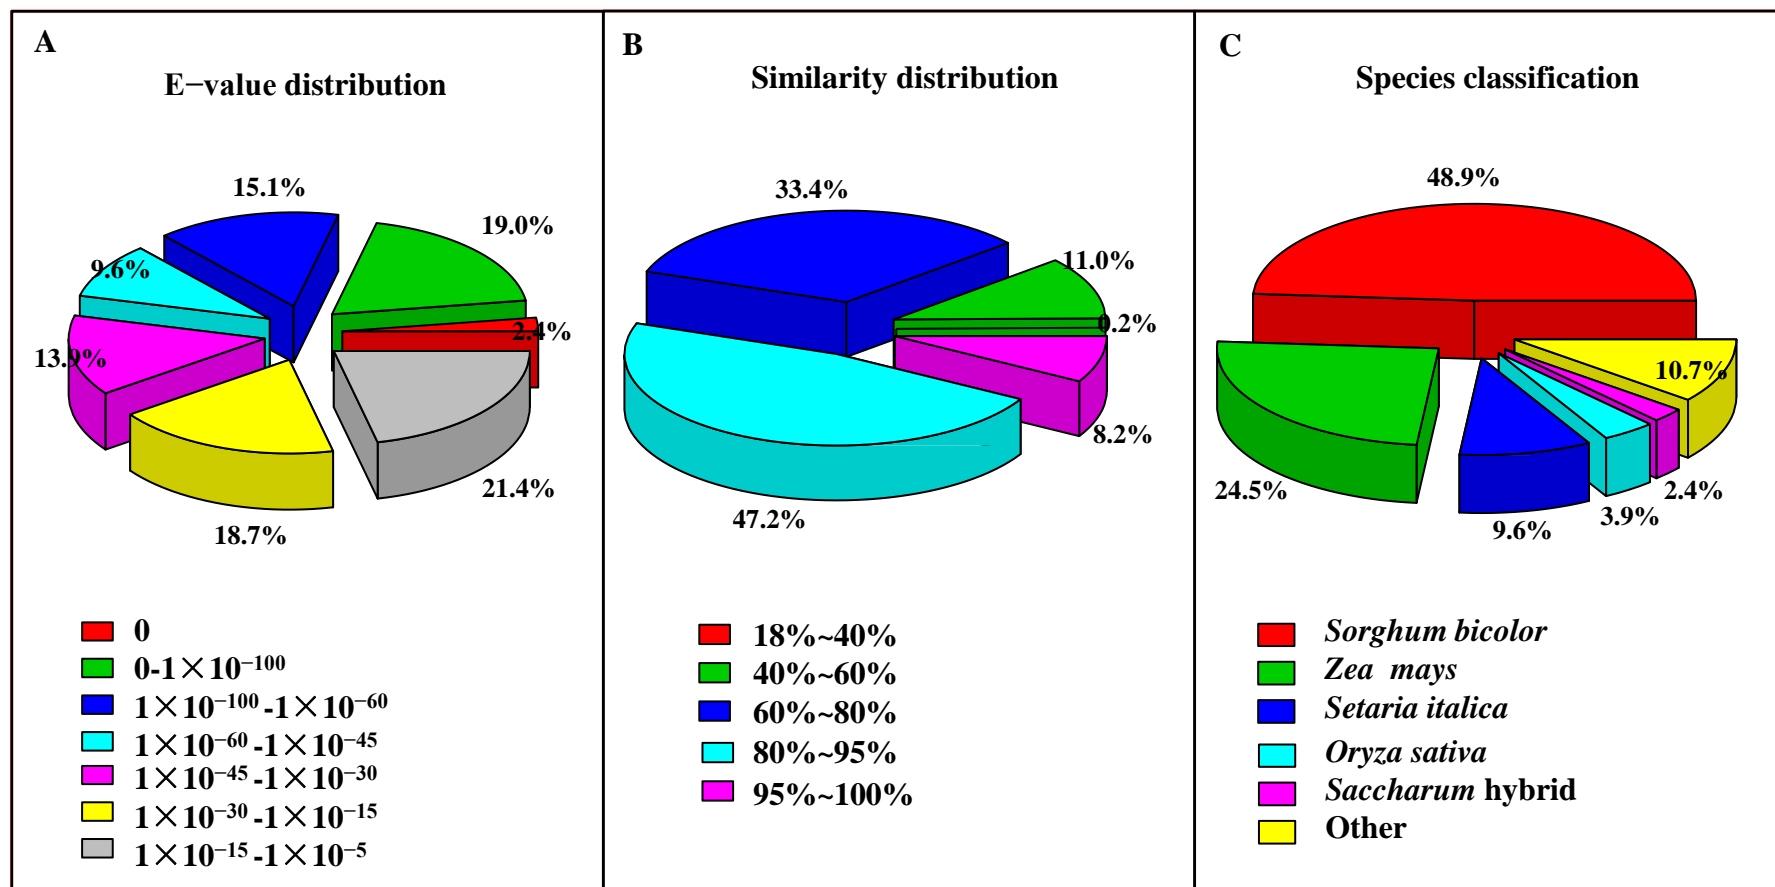 A
E−value distribution
15.1%
19.0%
9.6%
2.4%
13.9%
21.4%
18.7%
0
0-1×10⁻¹⁰⁰
1×10⁻¹⁰⁰-1×10⁻⁶⁰
1×10⁻⁶⁰-1×10⁻⁴⁵
1×10⁻⁴⁵-1×10⁻³⁰
1×10⁻³⁰-1×10⁻¹⁵
1×10⁻¹⁵-1×10⁻⁵
B
Similarity distribution
33.4%
11.0%
0.2%
8.2%
47.2%
18%~40%
40%~60%
60%~80%
80%~95%
95%~100%
C
Species classification
48.9%
10.7%
24.5%
2.4%
3.9%
9.6%
Sorghum bicolor
Zea mays
Setaria italica
Oryza sativa
Saccharum hybrid
Other